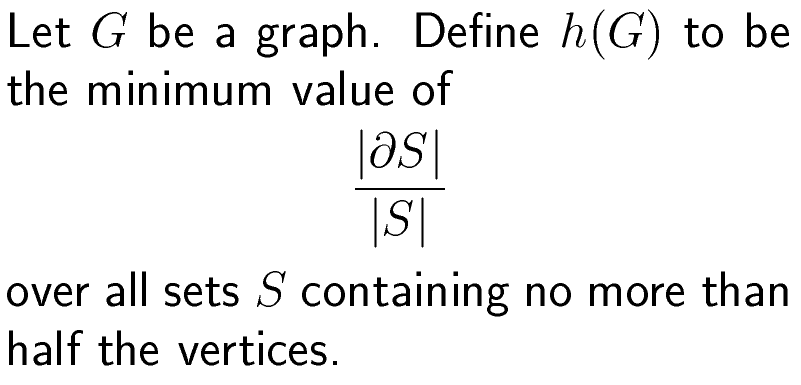 Let G be a graph. Define h(G) to be
the minimum value of
|∂S|
|S|
over all sets S containing no more than
half the vertices.